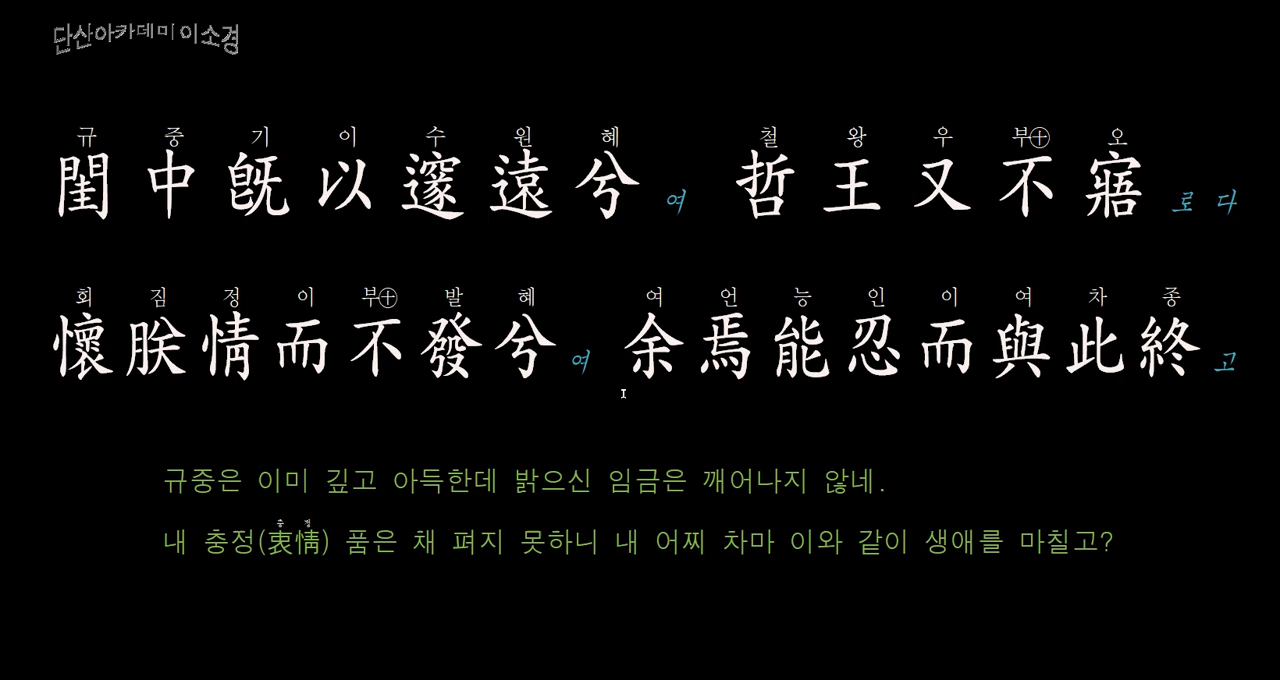 단산아카데미 이소경
규 중 기 이 수 원 혜 철 왕 우 부㊉ 오
閨中旣以邃遠兮여 哲王又不寤로다
회 짐 정 이 부㊉ 발 혜 여 언 능 인 이 여 차 종
懷朕情而不發兮여 余焉能忍而與此終고
규중은 이미 깊고 아득한데 밝으신 임금은 깨어나지 않네.
내 충정(衷情) 품은 채 펴지 못하니 내 어찌 차마 이와 같이 생애를 마칠고?